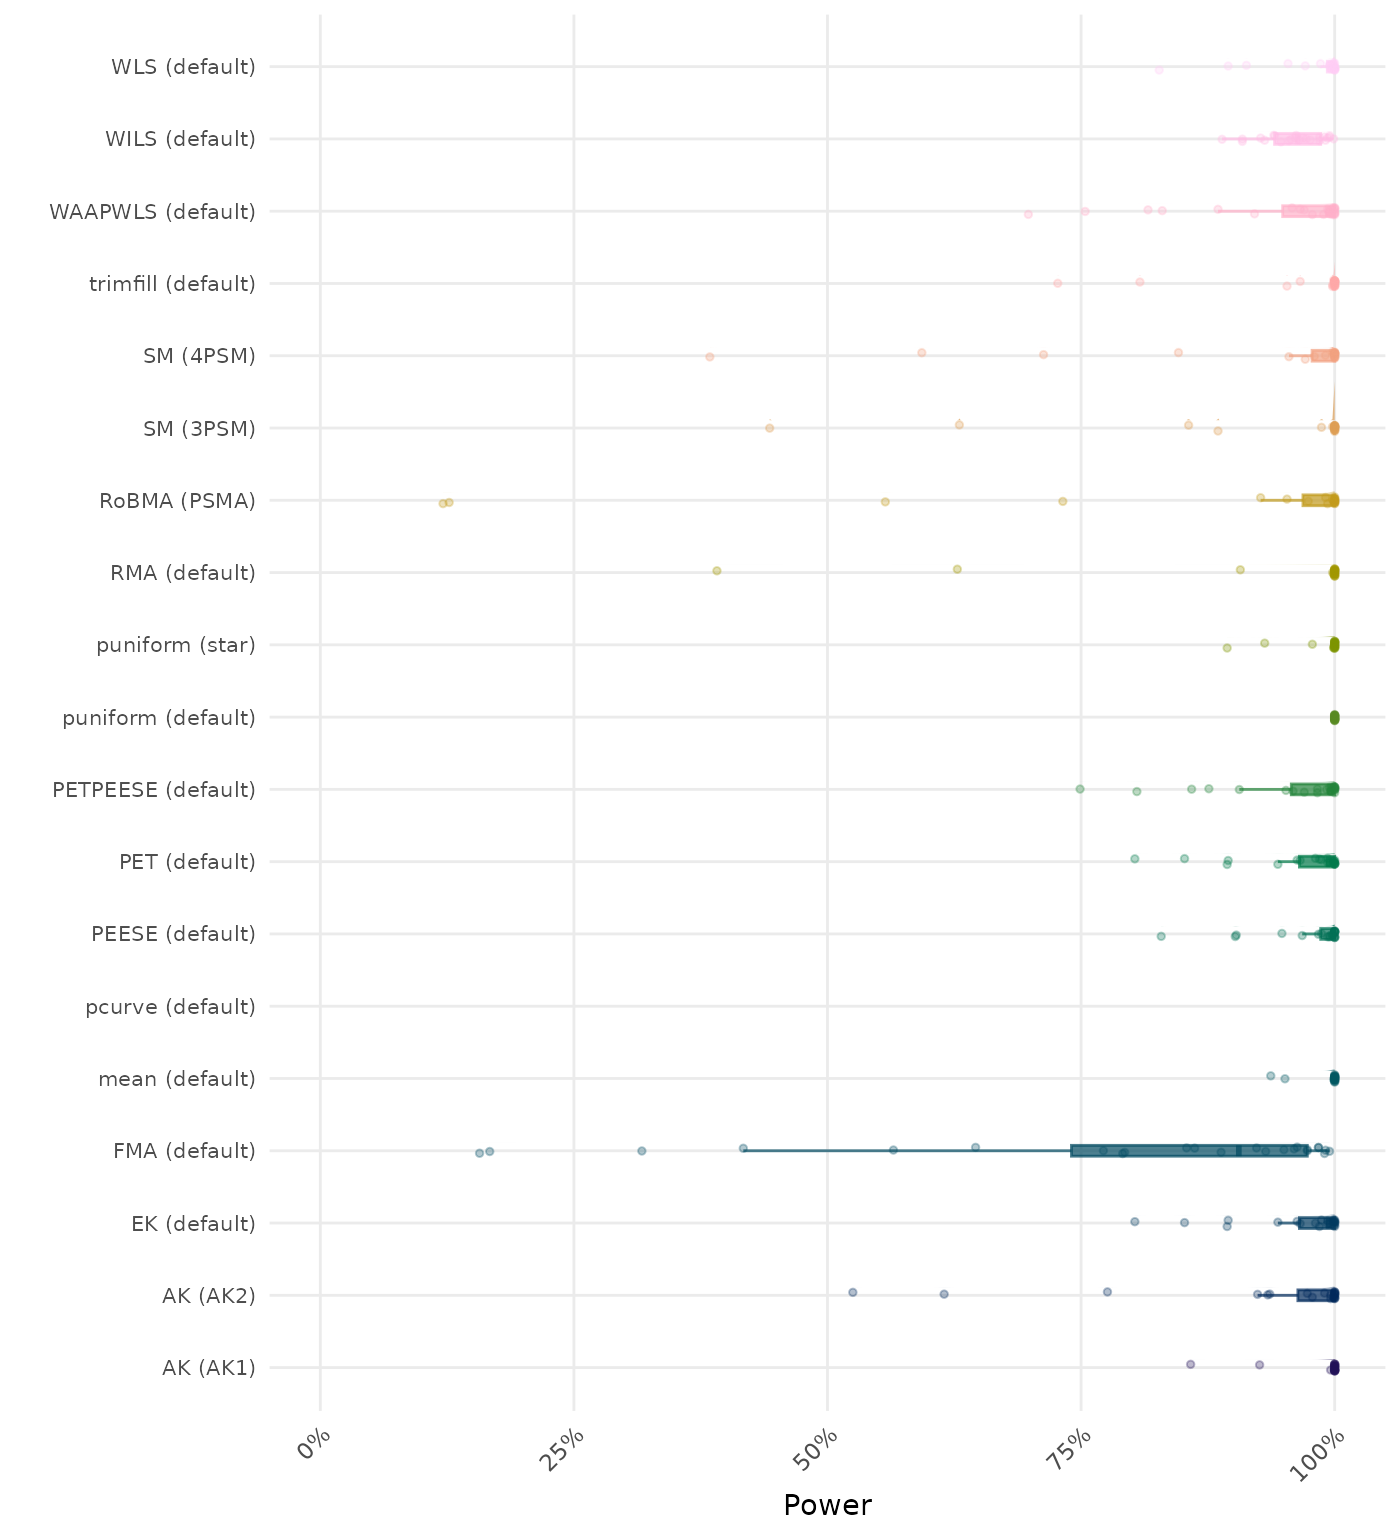 WLS (default)
WILS (default)
WAAPWLS (default)
trimfill (default)
SM (4PSM)
SM (3PSM)
RoBMA (PSMA)
RMA (default)
puniform (star)
puniform (default)
PETPEESE (default)
PET (default)
PEESE (default)
pcurve (default)
mean (default)
FMA (default)
EK (default)
AK (AK2)
AK (AK1)
0% 25% 50% 75% 100%
Power